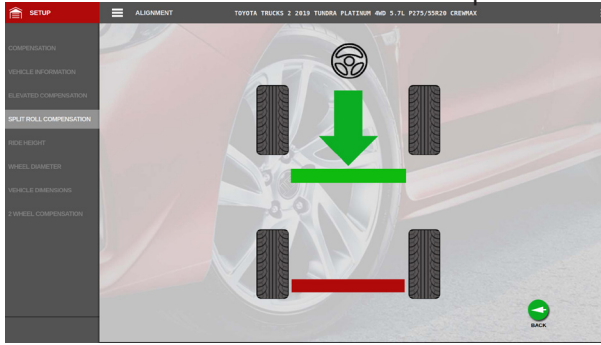 SETUP
ALIGNMENT
TOYOTA TRUCKS 2 2019 TUNDRA PLATINUM 4WD 5.7L P275/55R20 CREWMAX
COMPENSATION
VEHICLE INFORMATION
ELEVATED COMPENSATION
SPLIT ROLL COMPENSATION
RIDE HEIGHT
WHEEL DIAMETER
VEHICLE DIMENSIONS
2 WHEEL COMPENSATION
BACK